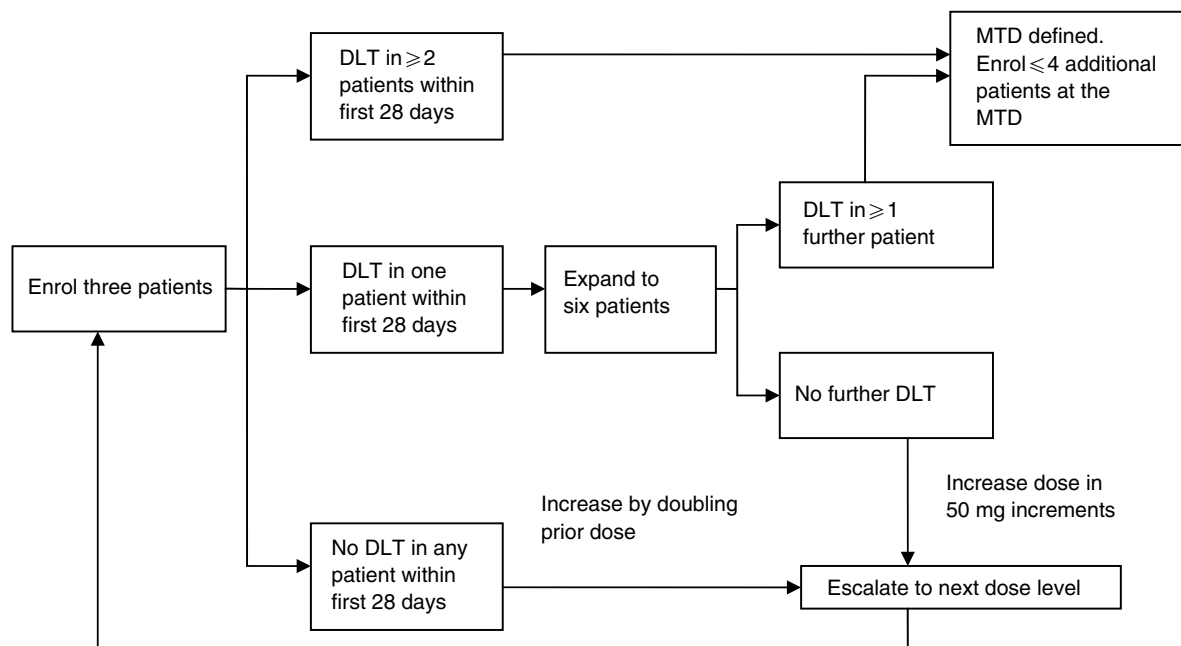 DLT in ≥ 2
patients within
first 28 days
MTD defined.
Enrol ≤ 4 additional
patients at the
MTD
DLT in ≥ 1
further patient
Enrol three patients
DLT in one
patient within
first 28 days
Expand to
six patients
No further DLT
Increase dose in
50 mg increments
Increase by doubling
prior dose
No DLT in any
patient within
first 28 days
Escalate to next dose level